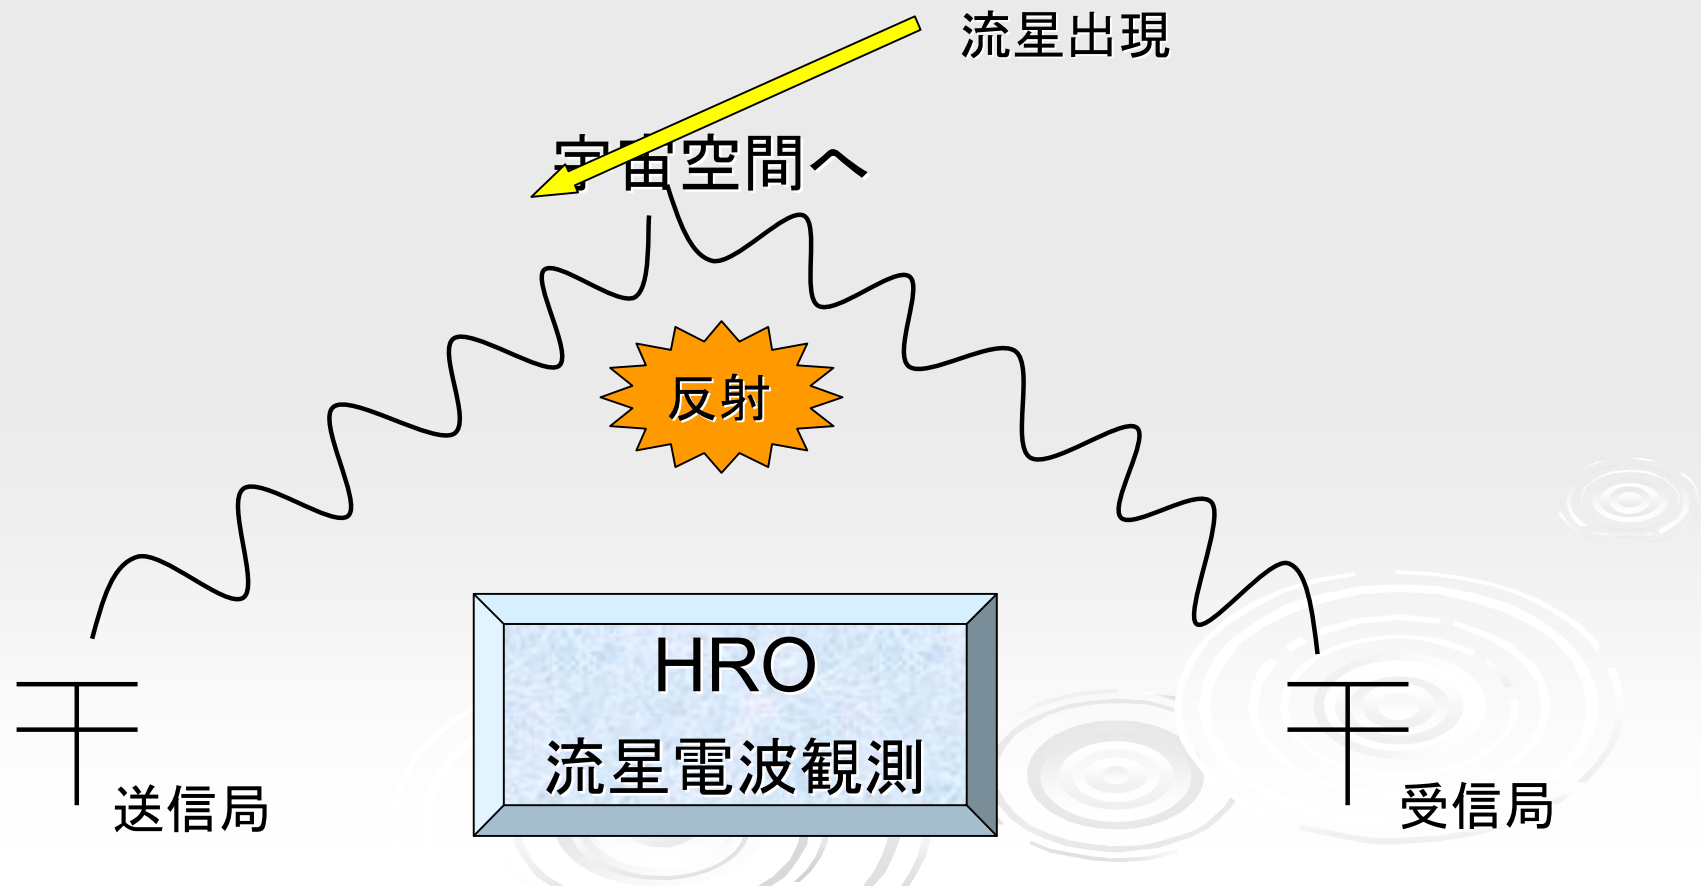 流星出現
宇宙空間へ
反射
HRO
流星電波観測
送信局
受信局